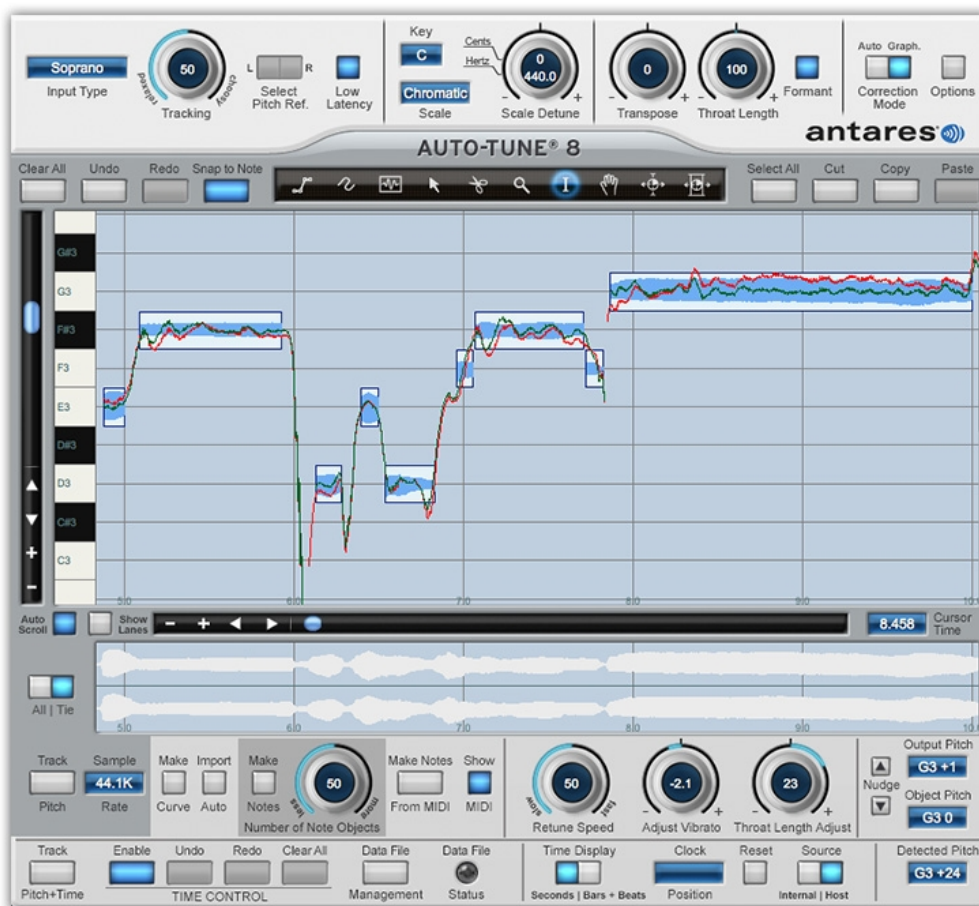 Key
Soprano
Input Type
50
relaxed
choosy
Tracking
L R
Select
Pitch Ref.
Low
Latency
C
Chromatic
Scale
Cents
Hertz
0
440.0
Scale Detune
0
Transpose
100
Throat Length
Formant
Auto Graph.
Correction
Mode
Options
antares
AUTO-TUNE® 8
Clear All
Undo
Redo
Snap to Note
Select All
Cut
Copy
Paste
G#3
G3
F#3
F3
E3
D#3
D3
C#3
C3
5.0 6.0 7.0 8.0 9.0 10.0
Auto
Scroll
Show
Lanes
8.458
Cursor
Time
All | Tie
5.0 6.0 7.0 8.0 9.0 10.0
Track
Pitch
Sample
44.1K
Rate
Make
Curve
Import
Auto
Make
Notes
50
less
more
Number of Note Objects
Make Notes
From MIDI
Show
MIDI
50
slow
fast
Retune Speed
-2.1
Adjust Vibrato
23
Throat Length Adjust
Nudge
Output Pitch
G3 +1
Object Pitch
G3 0
Track
Pitch+Time
Enable
Undo
Redo
Clear All
TIME CONTROL
Data File
Management
Data File
Status
Time Display
Seconds | Bars + Beats
Clock
Position
Reset
Source
Internal | Host
Detected Pitch
G3 +24